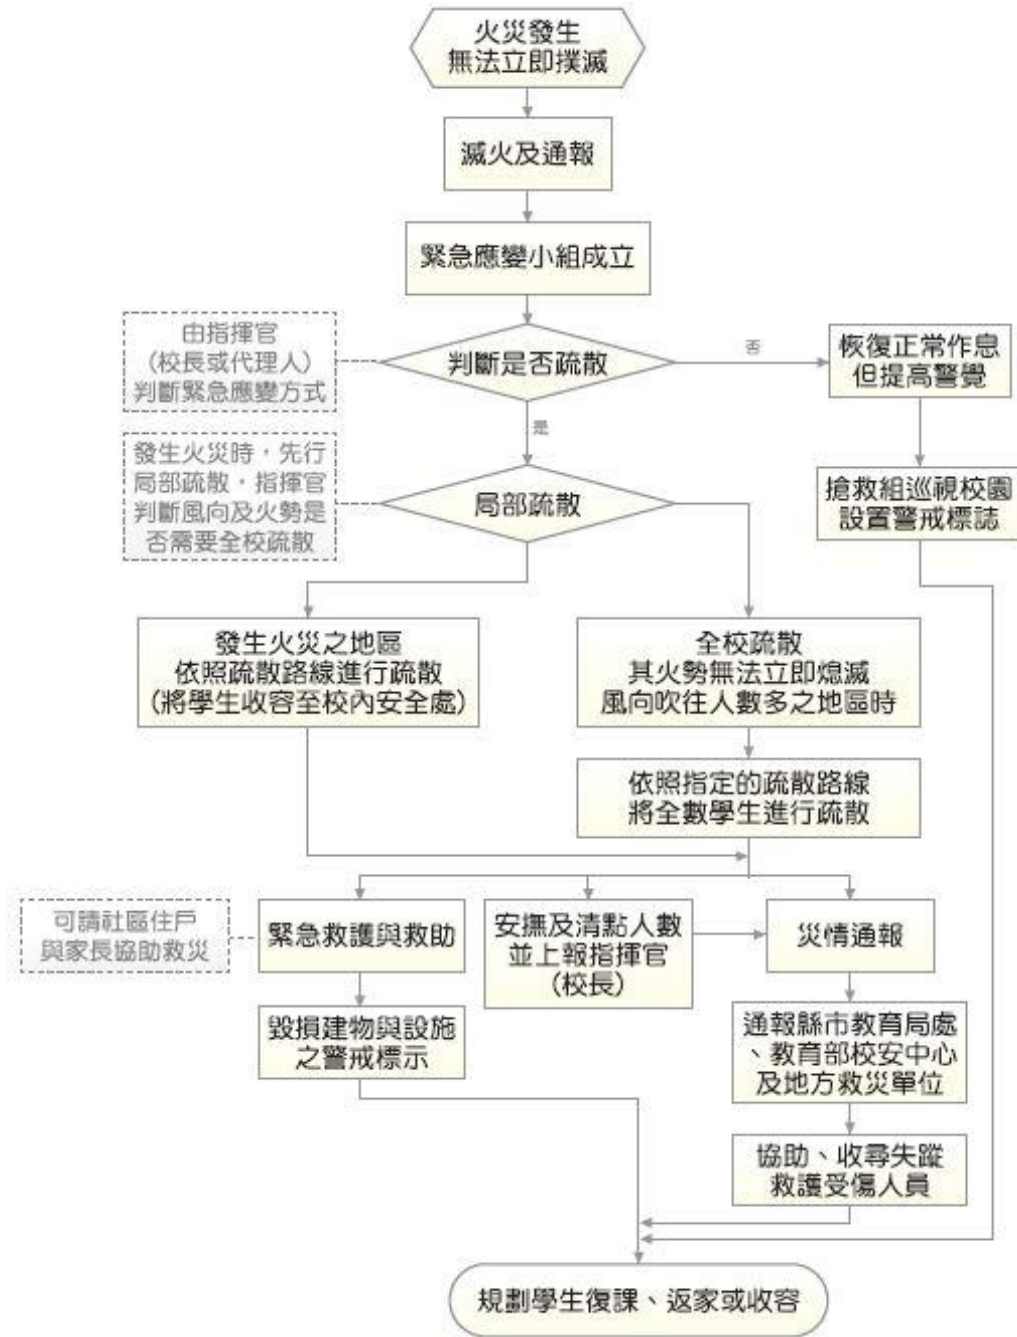 火災發生
無法立即撲滅
滅火及通報
緊急應變小組成立
由指揮官
（校長或代理人）
判斷緊急應變方式
判斷是否疏散
否
恢復正常作息
但提高警覺
是
發生火災時，先行
局部疏散，指揮官
判斷風向及火勢是
否需要全校疏散
局部疏散
搶救組巡視校園
設置警戒標誌
發生火災之地區
依照疏散路線進行疏散
（將學生收容至校內安全處）
全校疏散
其火勢無法立即熄滅
風向吹往人數多之地區時
依照指定的疏散路線
將全數學生進行疏散
可請社區住戶
與家長協助救災
緊急救護與救助
安撫及清點人數
並上報指揮官
（校長）
災情通報
毀損建物與設施
之警戒標示
通報縣市教育局處
、教育部校安中心
及地方救災單位
協助、收尋失蹤
救護受傷人員
規劃學生復課、返家或收容